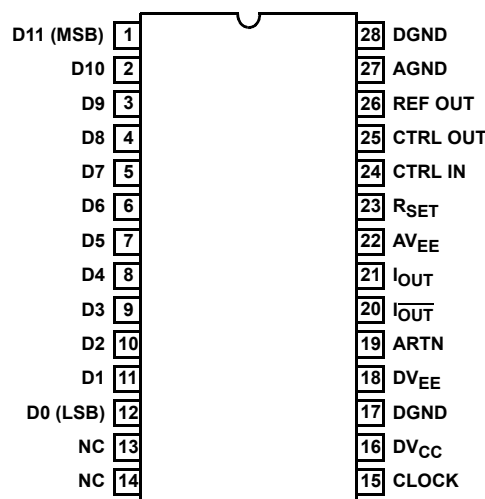 D11 (MSB) 1 28 DGND
D10 2 27 AGND
D9 3 26 REF OUT
D8 4 25 CTRL OUT
D7 5 24 CTRL IN
D6 6 23 RSET
D5 7 22 AVEE
D4 8 21 IOUT
D3 9 20 I̅O̅U̅T̅
D2 10 19 ARTN
D1 11 18 DVEE
D0 (LSB) 12 17 DGND
NC 13 16 DVCC
NC 14 15 CLOCK